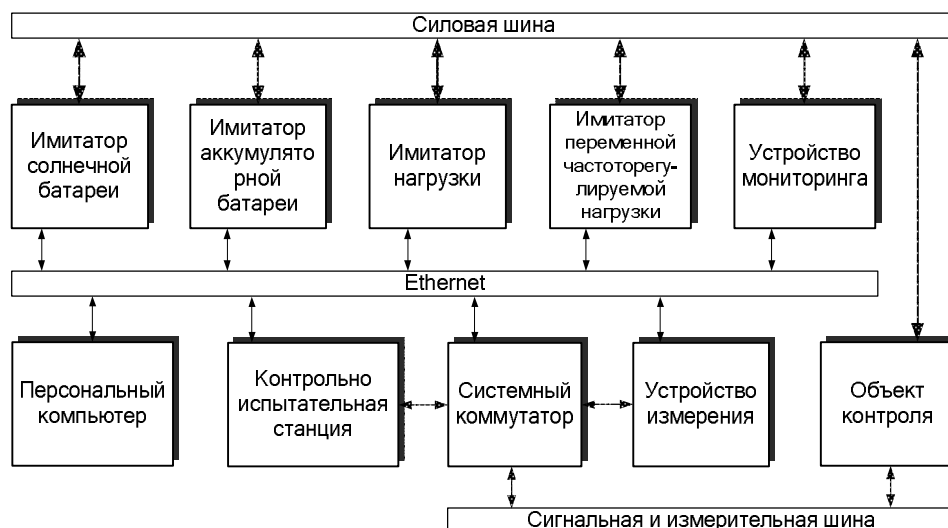 Силовая шина
Имитатор
солнечной
батареи
Имитатор
аккумулято
рной
батареи
Имитатор
нагрузки
Имитатор
переменной
частоторегу-
лируемой
нагрузки
Устройство
мониторинга
Ethernet
Персональный
компьютер
Контрольно
испытательная
станция
Системный
коммутатор
Устройство
измерения
Объект
контроля
Сигнальная и измерительная шина